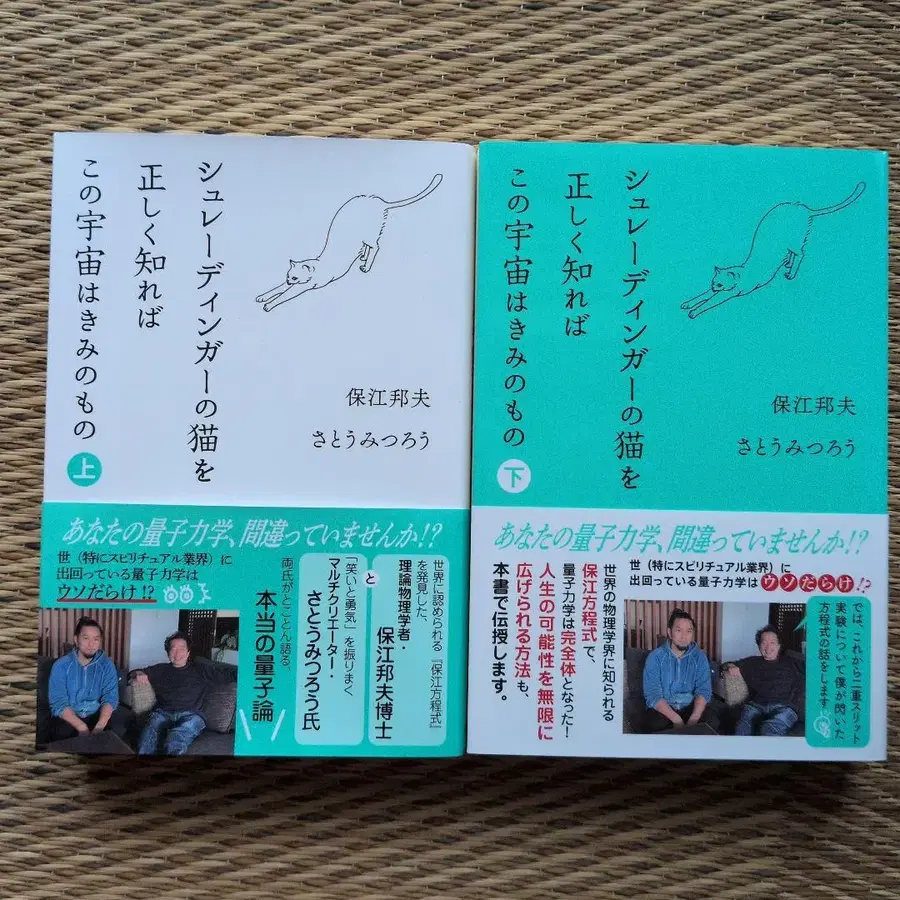 シュレーディンガーの猫を
正しく知れば
この宇宙はきみのもの
上
保江邦夫
さとうみつろう
あなたの量子力学、間違っていませんか!?
世(特にスピリチュアル業界)に
出回っている量子力学は
ウソだらけ!?
世界に認められる『保江方程式』
を発見した、
理論物理学者・
保江邦夫博士
と
「笑いと勇気」を振りまく
マルチクリエーター・
さとうみつろう氏
両氏がとことん語る、
本当の量子論
シュレーディンガーの猫を
正しく知れば
この宇宙はきみのもの
下
保江邦夫
さとうみつろう
あなたの量子力学、間違っていませんか!?
世(特にスピリチュアル業界)に
出回っている量子力学はウソだらけ!?
では、これから二重スリット
実験について僕が閃いた、
方程式の話をします。
世界の物理学界に知られる
保江方程式で、
量子力学は完全体となった!
人生の可能性を無限に
広げられる方法も、
本書で伝授します。